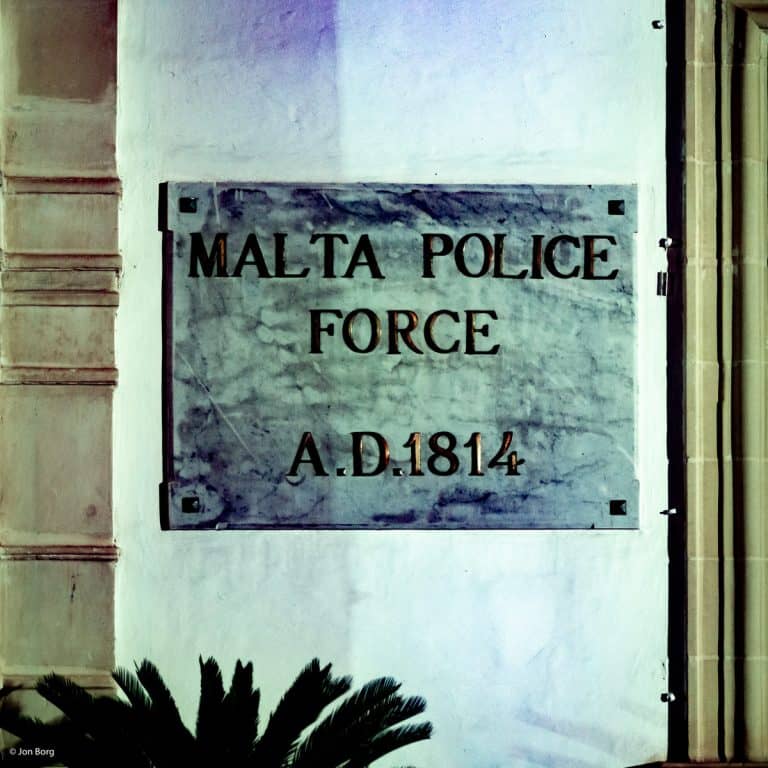 MALTA POLICE
FORCE
A.D.1814
© Jon Borg